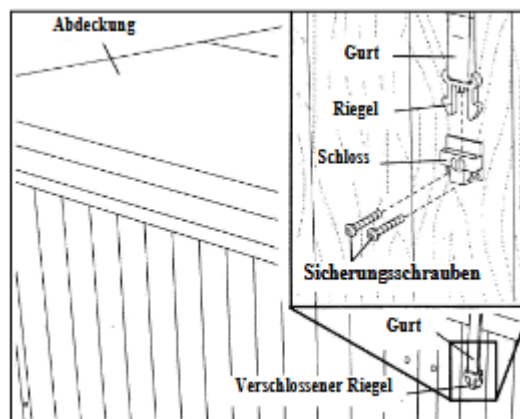 Abdeckung
Gurt
Riegel
Schloss
Sicherungsschrauben
Gurt
Verschlossener Riegel